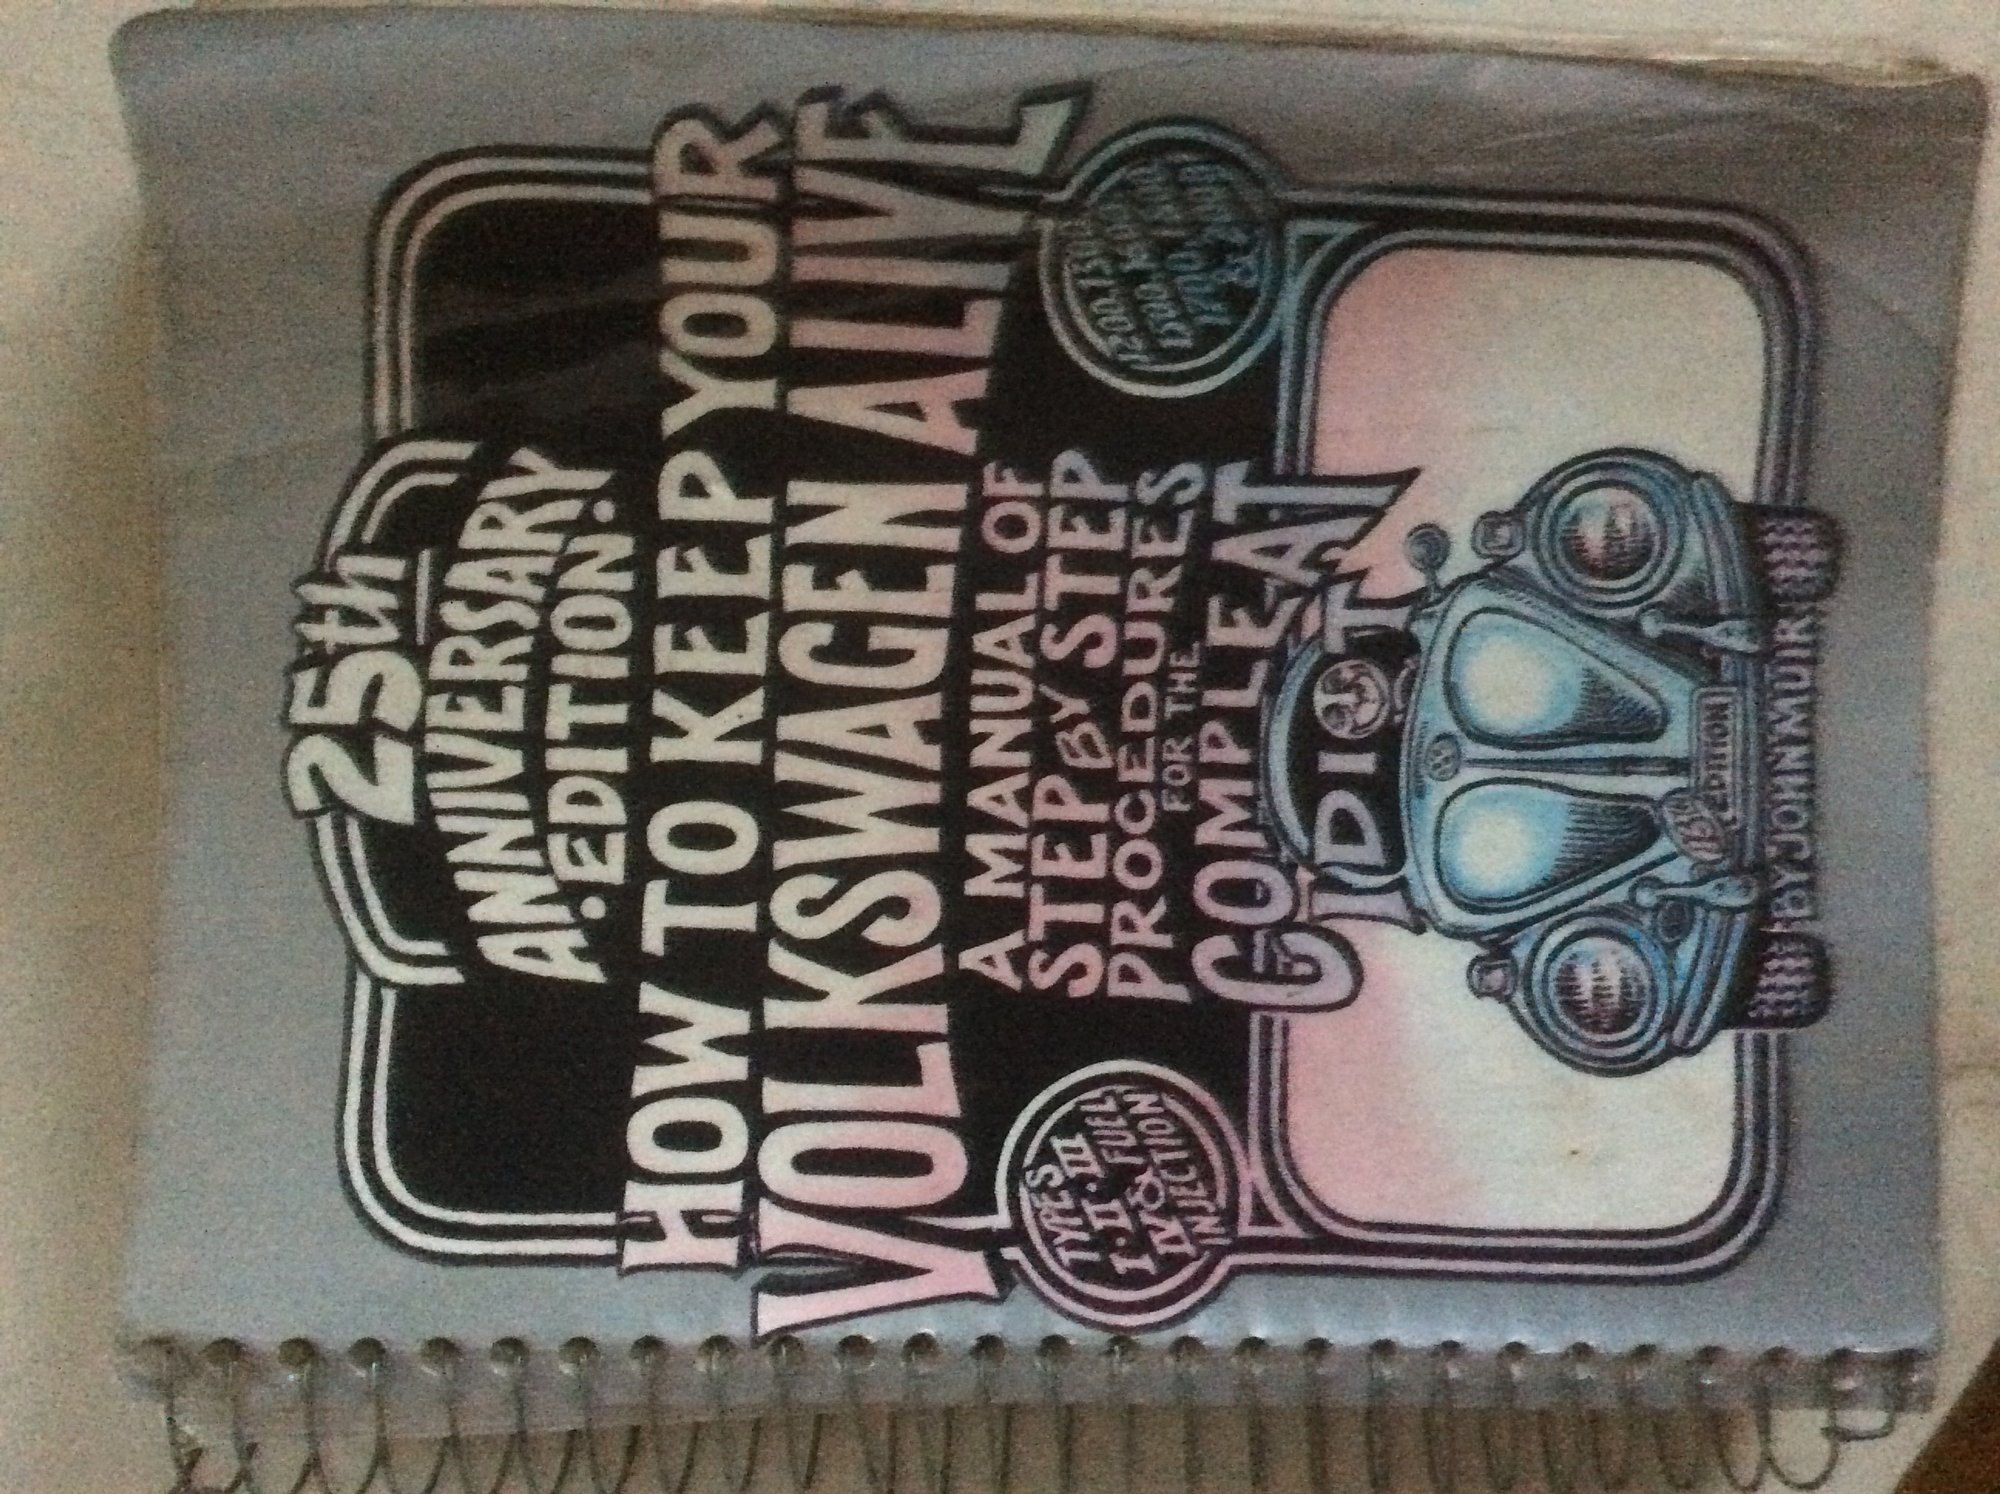 25th
ANNIVERSARY
• EDITION •
HOW TO KEEP YOUR
VOLKSWAGEN ALIVE
A MANUAL OF
STEP BY STEP
PROCEDURES
FOR THE
COMPLEAT
IDIOT
TYPES
I • II • III
IV & FUEL
INJECTION
EDITION
BY JOHN MUIR